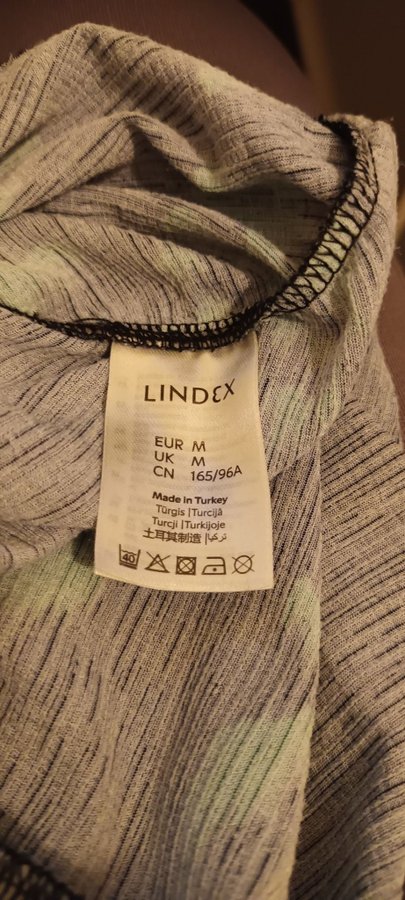 LINDEX
EUR M
UK M
CN 165/96A
Made in Turkey
Türgis | Turcijā
Turcji | Turkijoje
土耳其制造 | تركيا
40